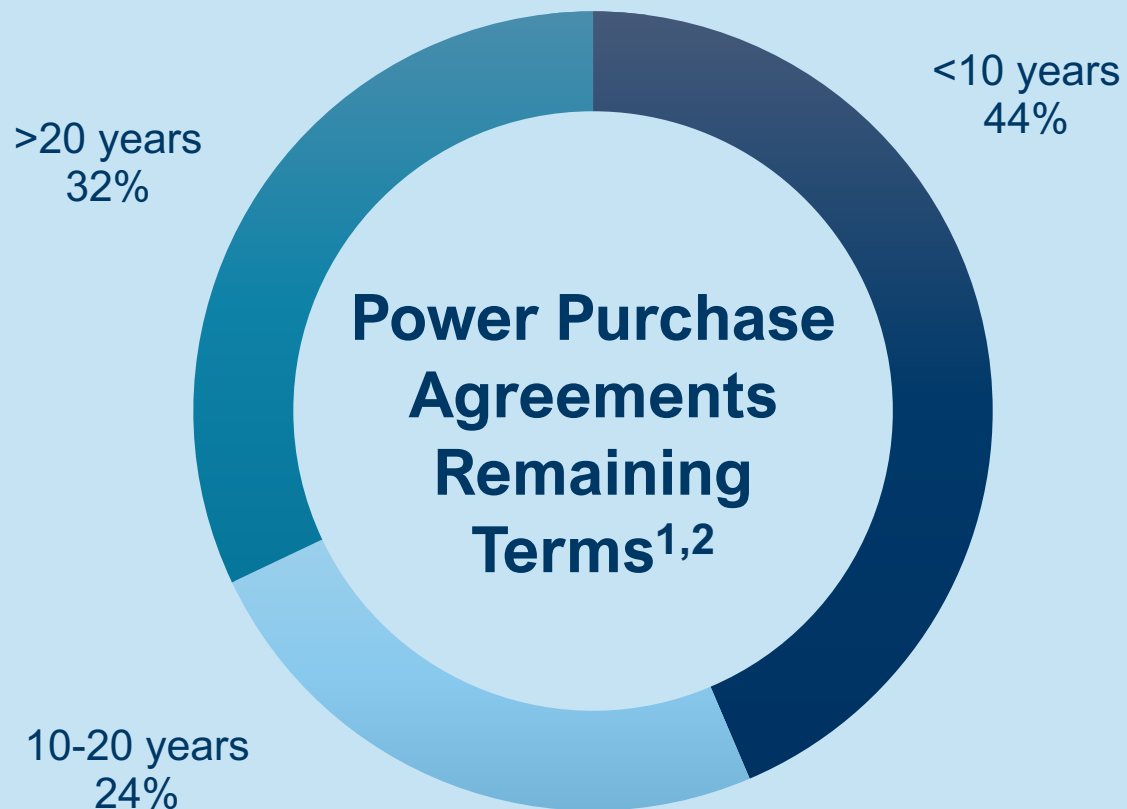 <10 years
44%
>20 years
32%
Power Purchase
Agreements
Remaining
Terms1,2
10-20 years
24%